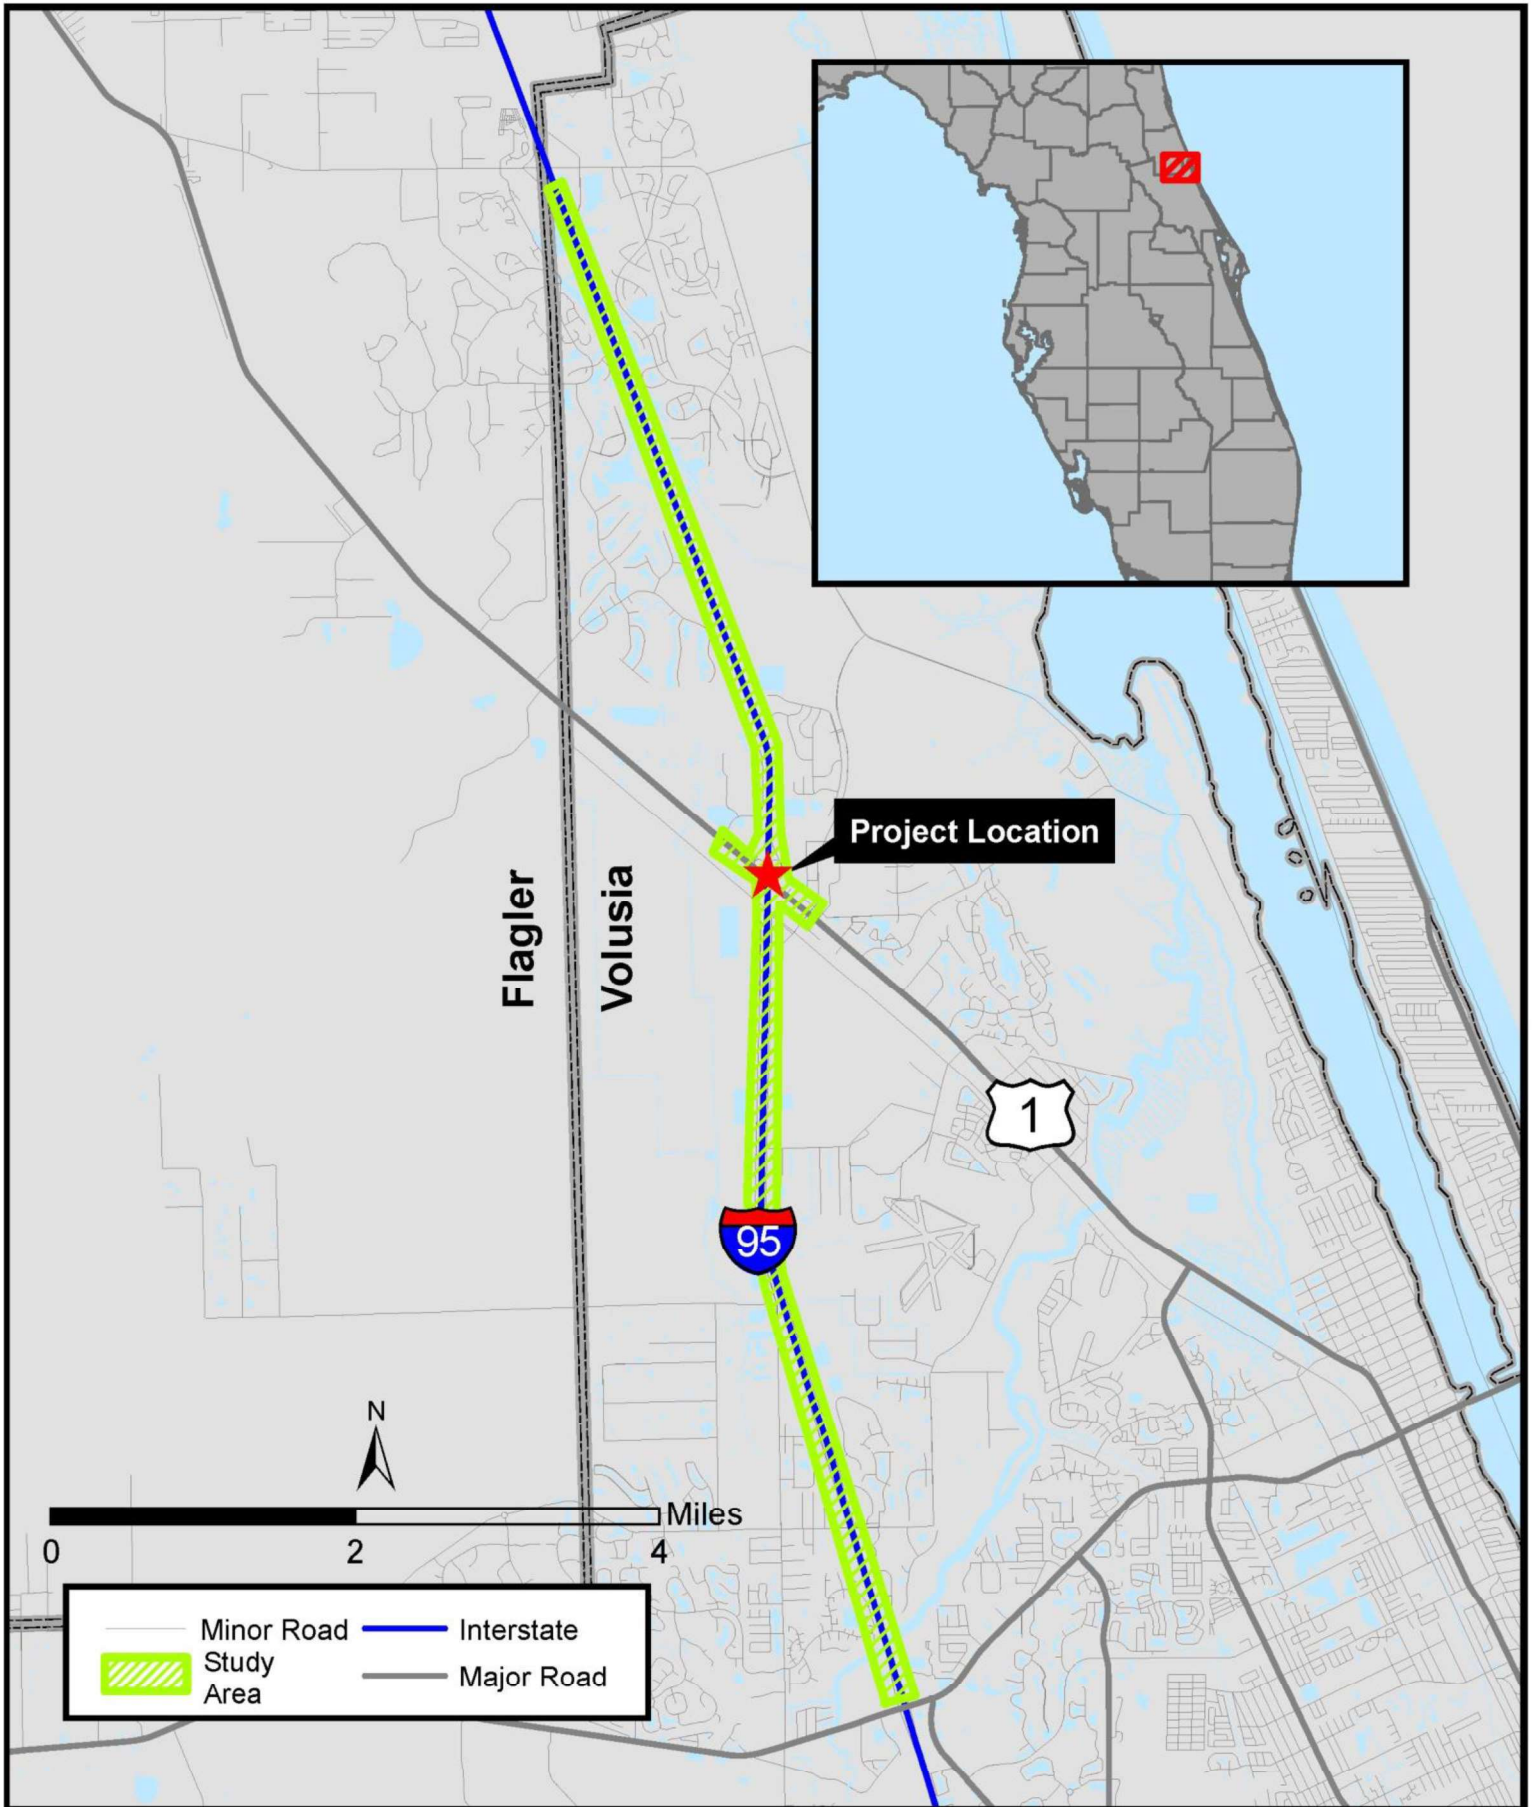 Project Location
Flagler
Volusia
1
95
N
Miles
0 2 4
Minor Road
Interstate
Study
Area
Major Road